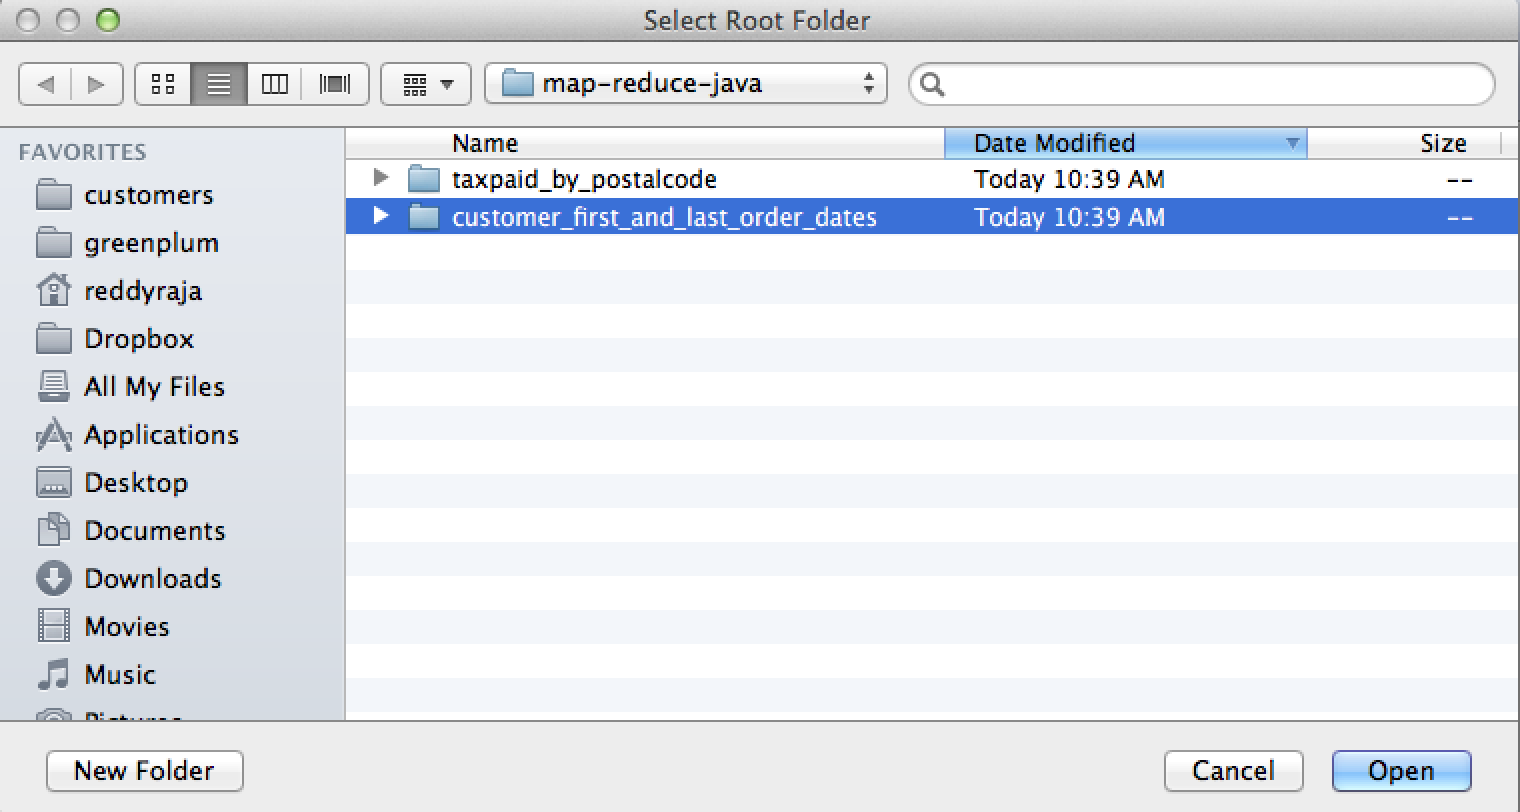 Select Root Folder
map-reduce-java
FAVORITES
customers
greenplum
reddyraja
Dropbox
All My Files
Applications
Desktop
Documents
Downloads
Movies
Music
Pictures
Name Date Modified Size
taxpaid_by_postalcode Today 10:39 AM --
customer_first_and_last_order_dates Today 10:39 AM --
New Folder Cancel Open